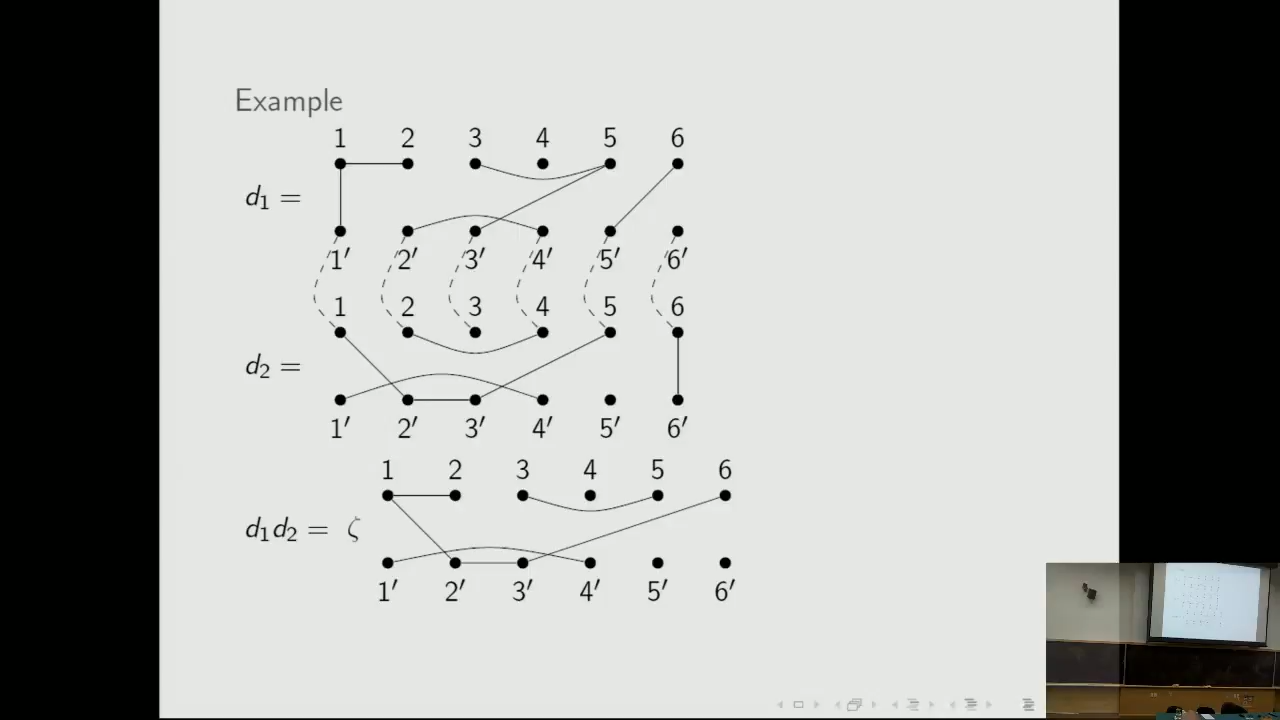 Example
1 2 3 4 5 6
d₁ =
1′ 2′ 3′ 4′ 5′ 6′
1 2 3 4 5 6
d₂ =
1′ 2′ 3′ 4′ 5′ 6′
1 2 3 4 5 6
d₁d₂ = ζ
1′ 2′ 3′ 4′ 5′ 6′